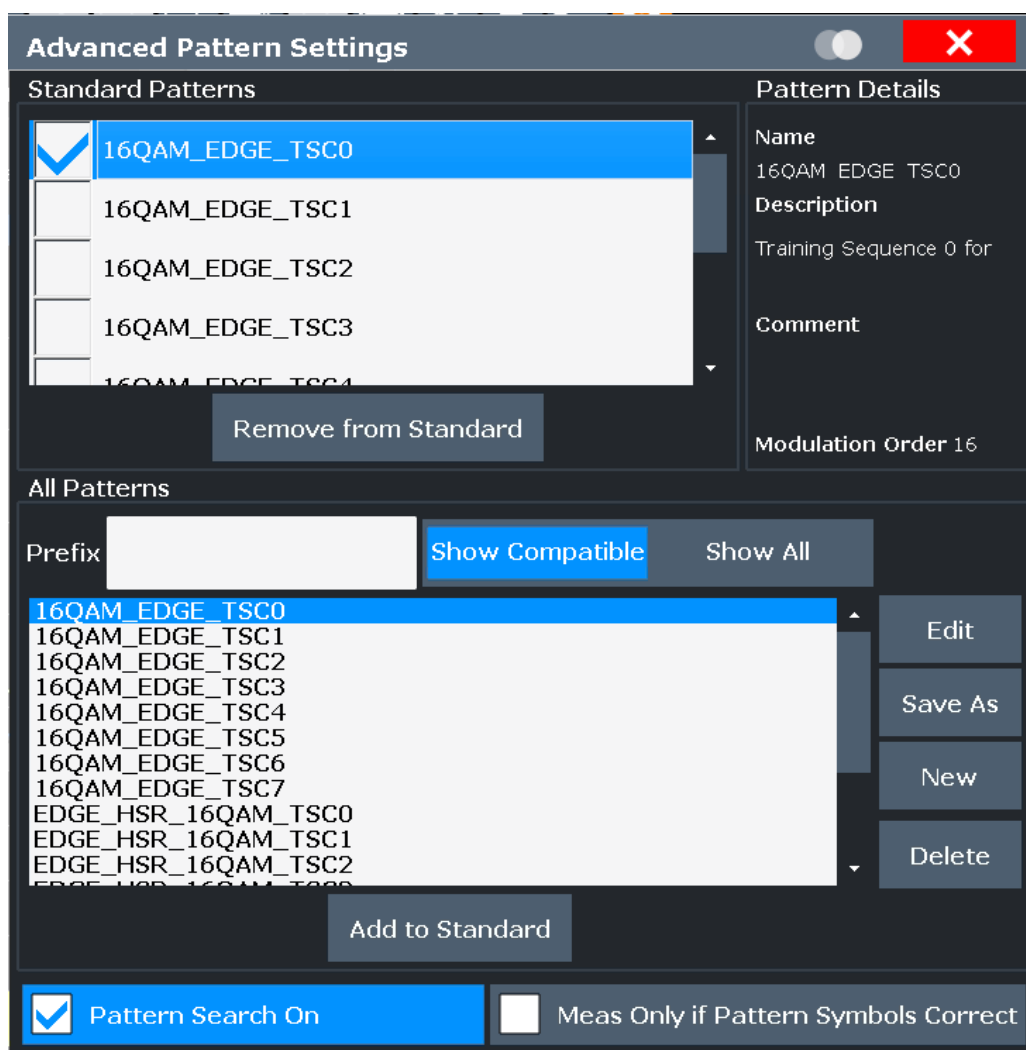 Advanced Pattern Settings
Standard Patterns
16QAM_EDGE_TSC0
16QAM_EDGE_TSC1
16QAM_EDGE_TSC2
16QAM_EDGE_TSC3
16QAM_EDGE_TSC4
Remove from Standard
Pattern Details
Name
16QAM EDGE TSC0
Description
Training Sequence 0 for
Comment
Modulation Order 16
All Patterns
Prefix
Show Compatible
Show All
16QAM_EDGE_TSC0
16QAM_EDGE_TSC1
16QAM_EDGE_TSC2
16QAM_EDGE_TSC3
16QAM_EDGE_TSC4
16QAM_EDGE_TSC5
16QAM_EDGE_TSC6
16QAM_EDGE_TSC7
EDGE_HSR_16QAM_TSC0
EDGE_HSR_16QAM_TSC1
EDGE_HSR_16QAM_TSC2
Edit
Save As
New
Delete
Add to Standard
Pattern Search On
Meas Only if Pattern Symbols Correct